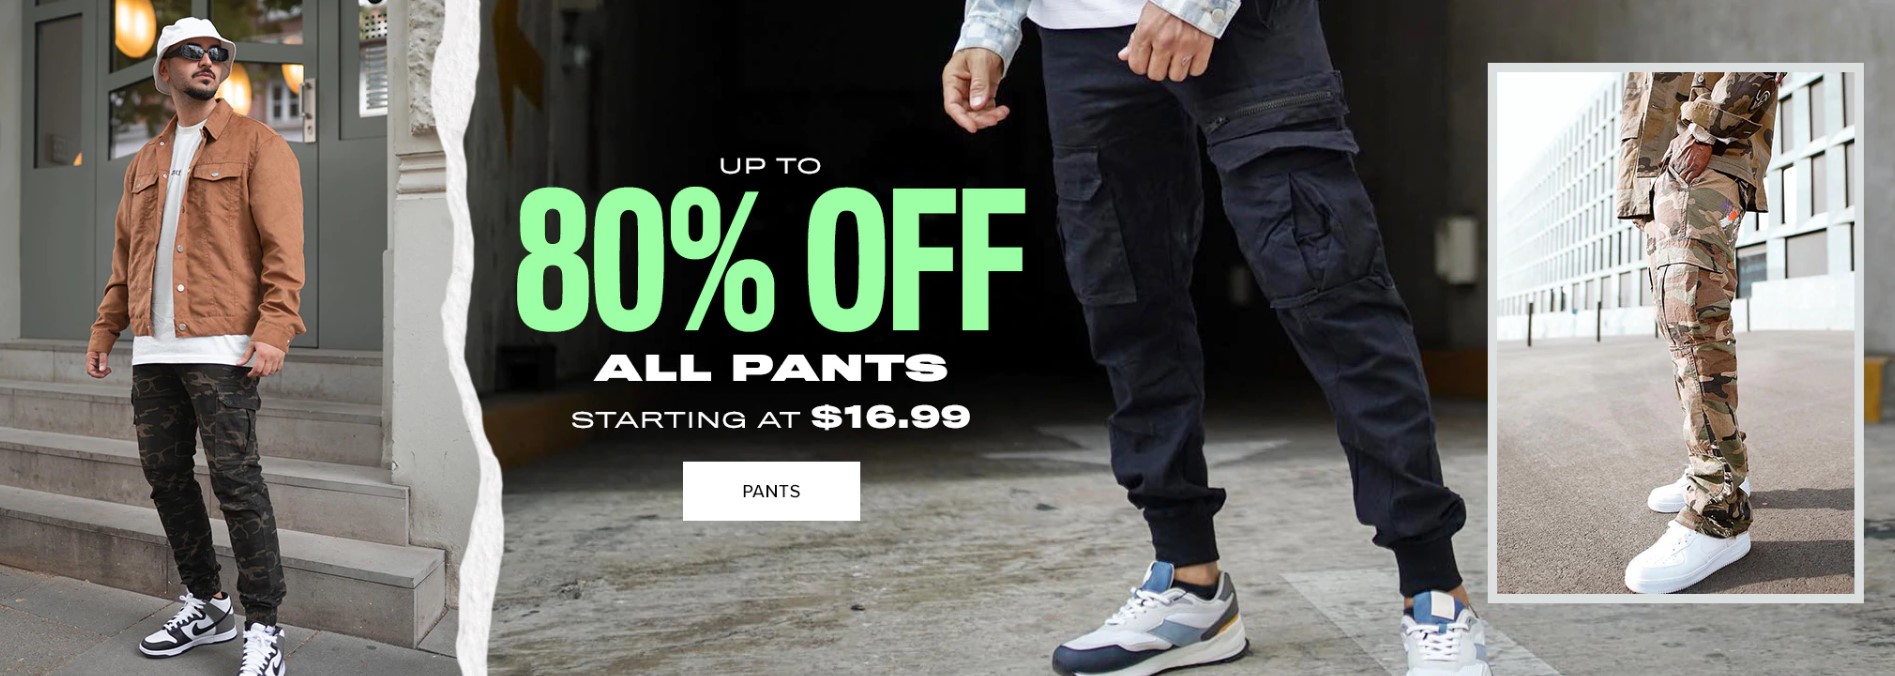 UP TO
80% OFF
ALL PANTS
STARTING AT $16.99
PANTS